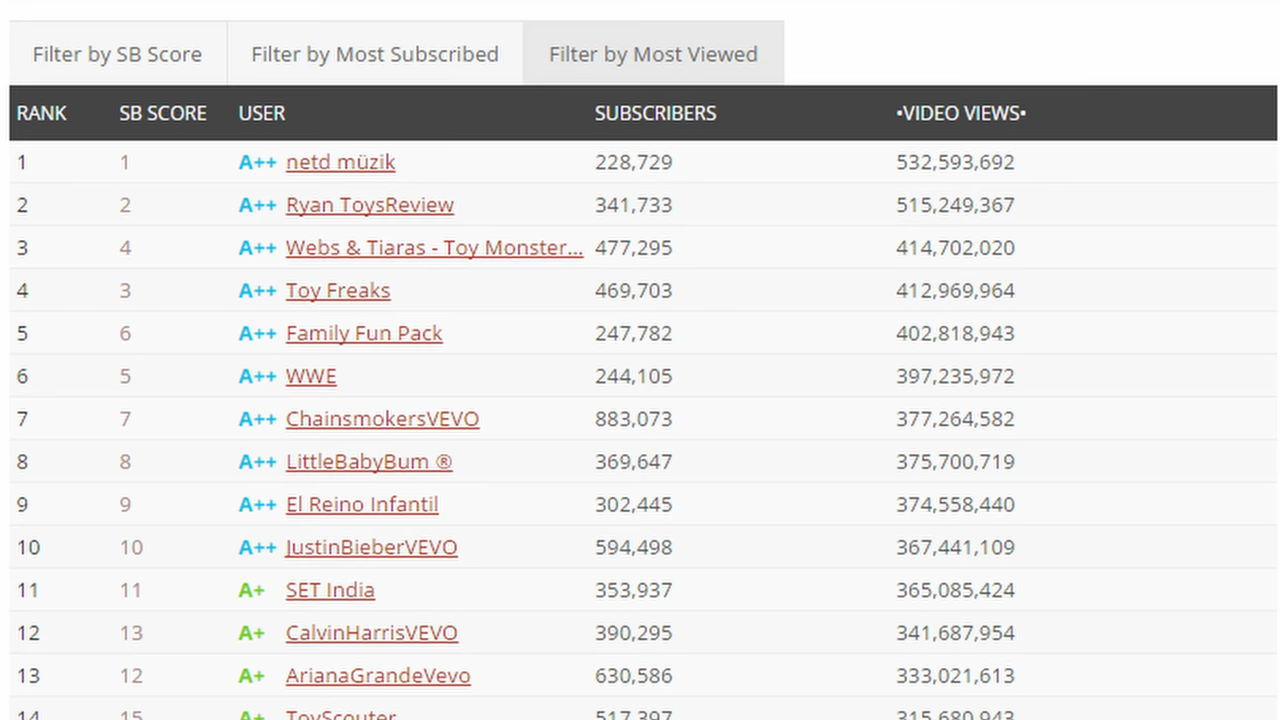 Filter by SB Score Filter by Most Subscribed Filter by Most Viewed
RANK SB SCORE USER SUBSCRIBERS •VIDEO VIEWS•
1 1 A++ netd müzik 228,729 532,593,692
2 2 A++ Ryan ToysReview 341,733 515,249,367
3 4 A++ Webs & Tiaras - Toy Monster... 477,295 414,702,020
4 3 A++ Toy Freaks 469,703 412,969,964
5 6 A++ Family Fun Pack 247,782 402,818,943
6 5 A++ WWE 244,105 397,235,972
7 7 A++ ChainsmokersVEVO 883,073 377,264,582
8 8 A++ LittleBabyBum ® 369,647 375,700,719
9 9 A++ El Reino Infantil 302,445 374,558,440
10 10 A++ JustinBieberVEVO 594,498 367,441,109
11 11 A+ SET India 353,937 365,085,424
12 13 A+ CalvinHarrisVEVO 390,295 341,687,954
13 12 A+ ArianaGrandeVevo 630,586 333,021,613
14 15 A+ ToyScouter 517,397 315,680,943